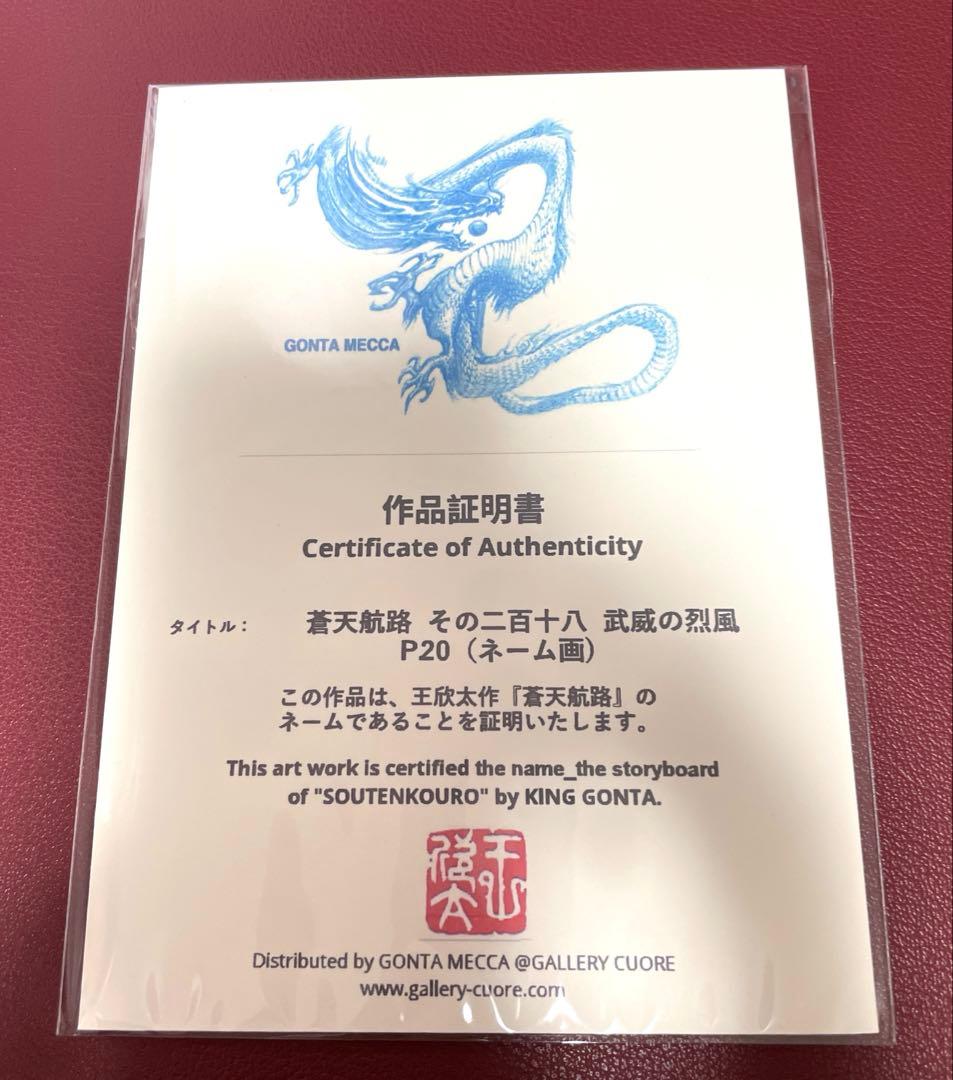 GONTA MECCA
作品証明書
Certificate of Authenticity
タイトル： 蒼天航路 その二百十八 武威の烈風
P20（ネーム画）
この作品は、王欣太作『蒼天航路』の
ネームであることを証明いたします。
This art work is certified the name_the storyboard
of "SOUTENKOURO" by KING GONTA.
Distributed by GONTA MECCA @GALLERY CUORE
www.gallery-cuore.com